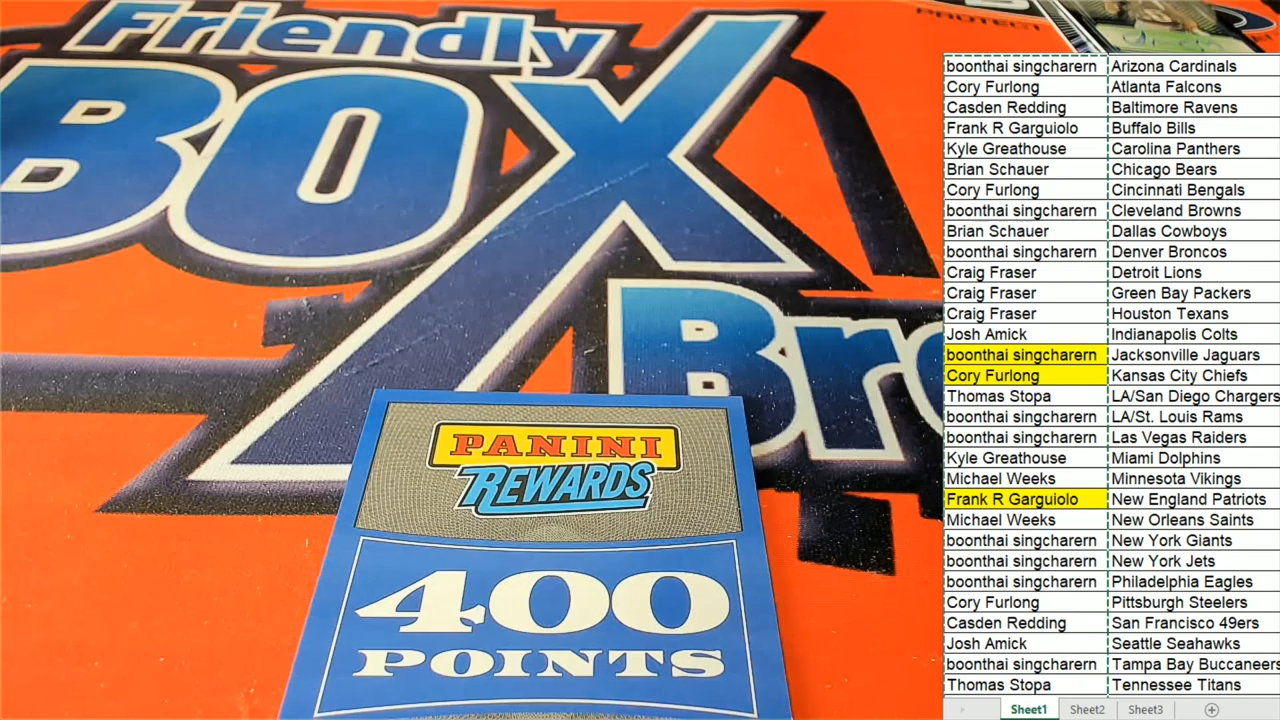 Friendly
BOX
Bre
PROTECT
PANINI
REWARDS
400
POINTS
boonthai singcharern Arizona Cardinals
Cory Furlong Atlanta Falcons
Casden Redding Baltimore Ravens
Frank R Garguiolo Buffalo Bills
Kyle Greathouse Carolina Panthers
Brian Schauer Chicago Bears
Cory Furlong Cincinnati Bengals
boonthai singcharern Cleveland Browns
Brian Schauer Dallas Cowboys
boonthai singcharern Denver Broncos
Craig Fraser Detroit Lions
Craig Fraser Green Bay Packers
Craig Fraser Houston Texans
Josh Amick Indianapolis Colts
boonthai singcharern Jacksonville Jaguars
Cory Furlong Kansas City Chiefs
Thomas Stopa LA/San Diego Chargers
boonthai singcharern LA/St. Louis Rams
boonthai singcharern Las Vegas Raiders
Kyle Greathouse Miami Dolphins
Michael Weeks Minnesota Vikings
Frank R Garguiolo New England Patriots
Michael Weeks New Orleans Saints
boonthai singcharern New York Giants
boonthai singcharern New York Jets
boonthai singcharern Philadelphia Eagles
Cory Furlong Pittsburgh Steelers
Casden Redding San Francisco 49ers
Josh Amick Seattle Seahawks
boonthai singcharern Tampa Bay Buccaneers
Thomas Stopa Tennessee Titans
Sheet1 Sheet2 Sheet3